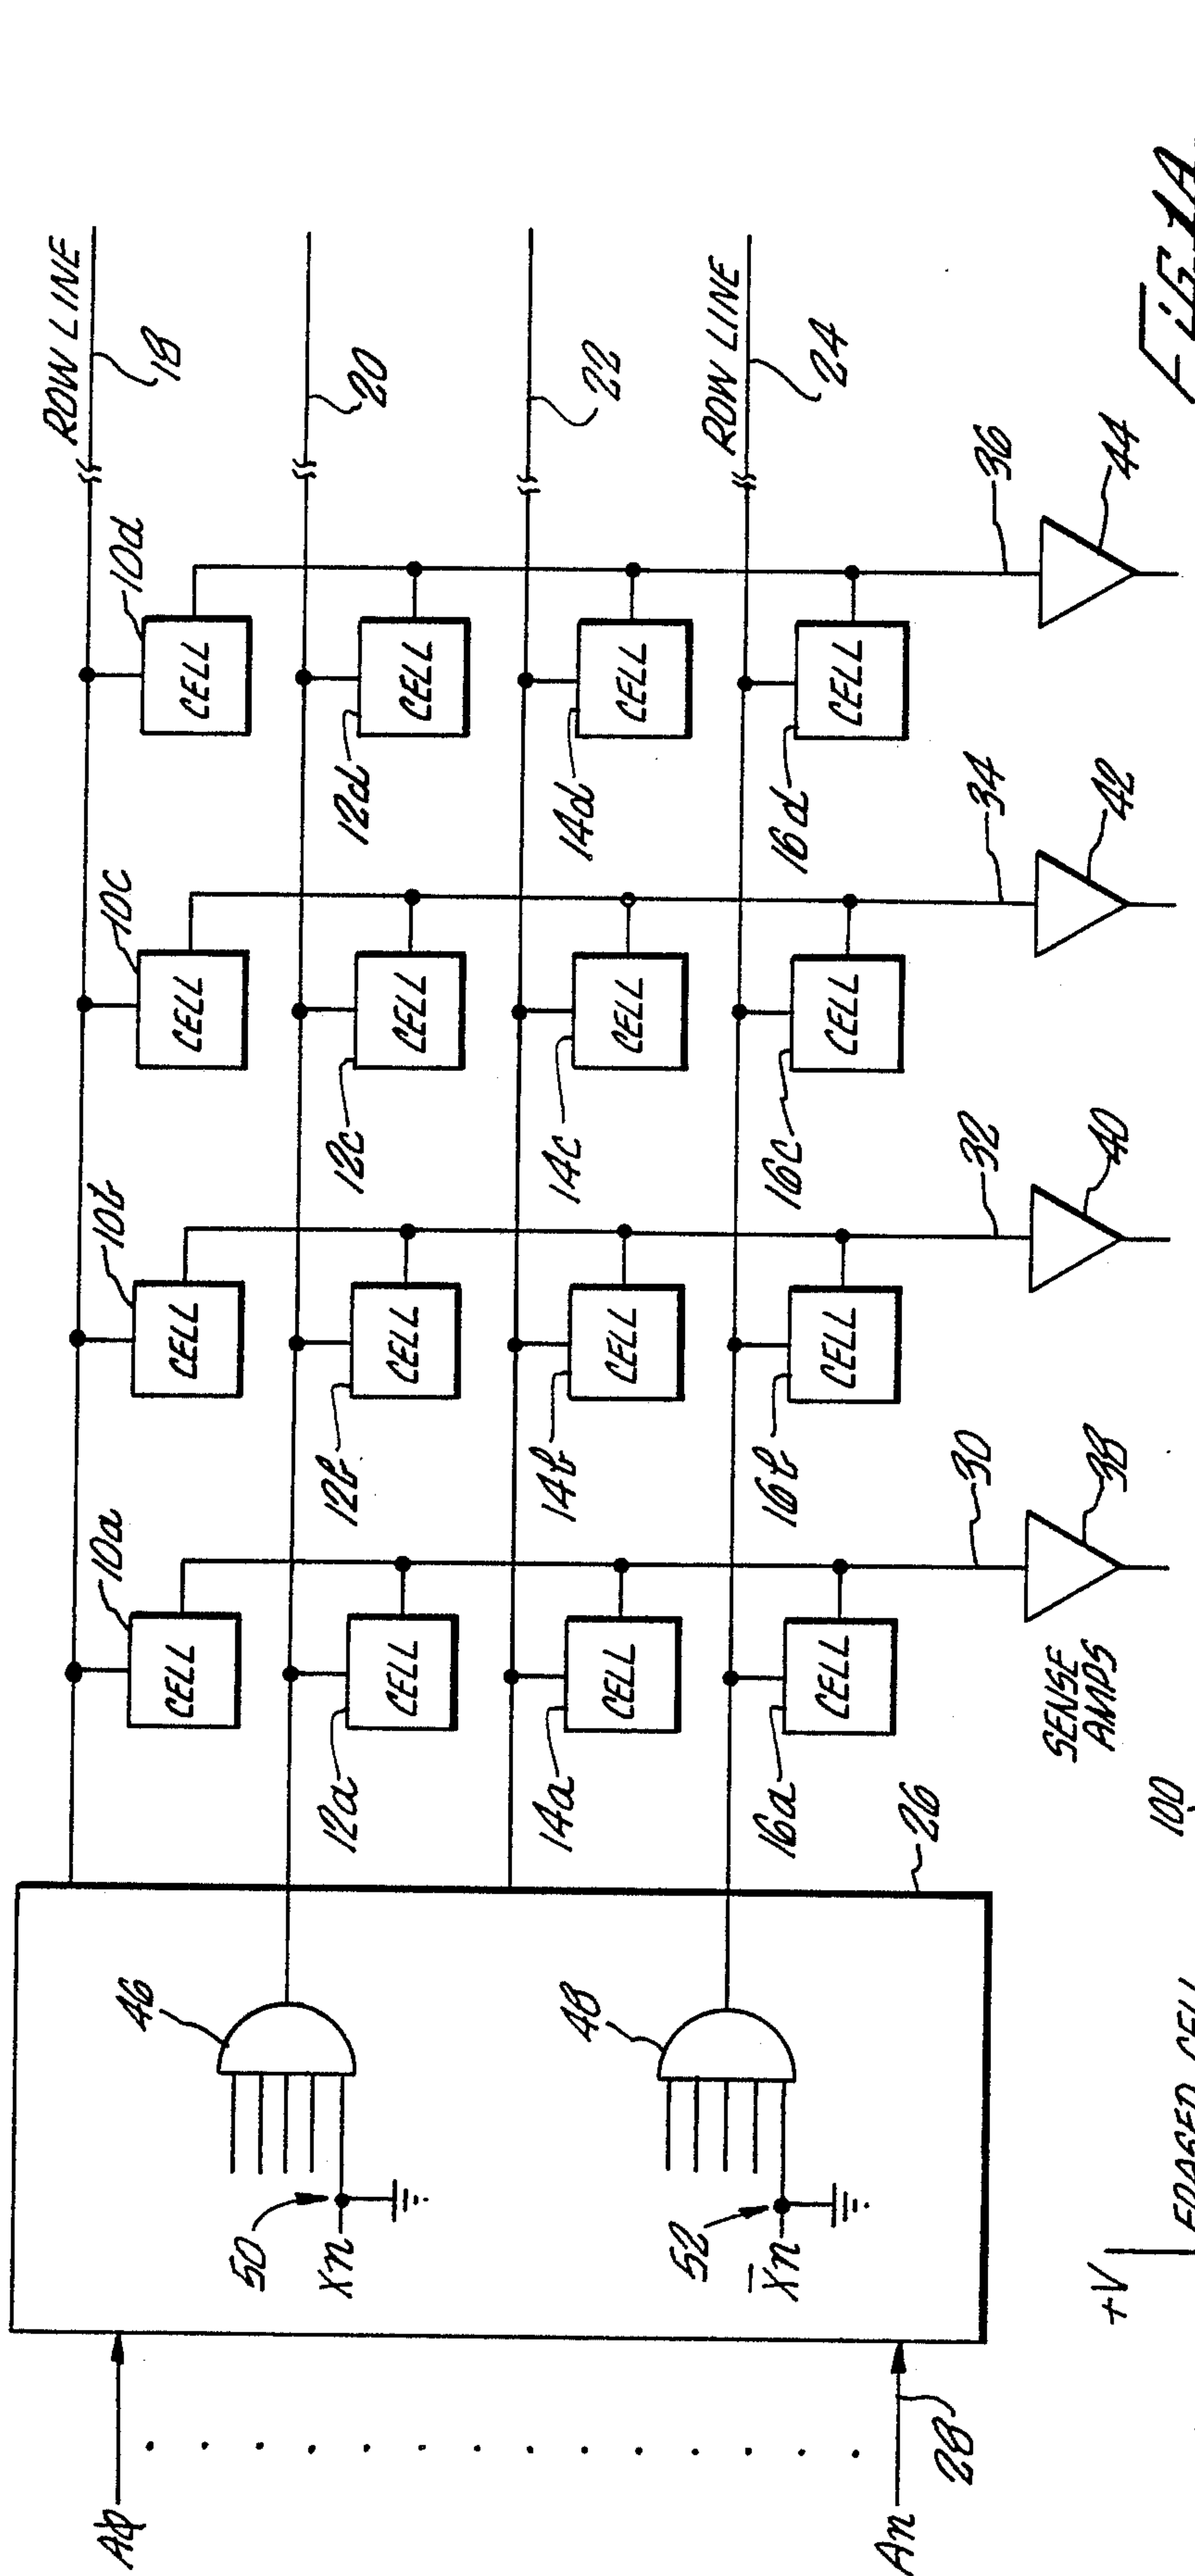 ROW LINE
18
10a
10b
10c
10d
CELL
CELL
CELL
CELL
20
46
12a
12b
12c
12d
CELL
CELL
CELL
CELL
50
Xn
22
14a
14b
14c
14d
CELL
CELL
CELL
CELL
48
ROW LINE
24
16a
16b
16c
16d
CELL
CELL
CELL
CELL
52
X̅n
Aϕ
An
28
26
30
32
34
36
SENSE
AMPS
38
40
42
44
100
FIG. 1A
+V
ERASED CELL